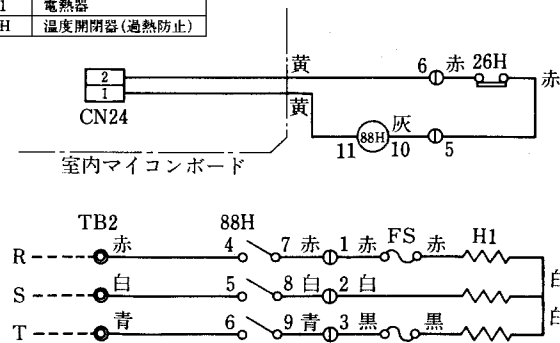 1 電熱器
H 温度開閉器(過熱防止)
黄 6 赤 26H
2
赤
1
黄
CN24
灰
88H
11 10 5
室内マイコンボード
TB2 88H FS H1
赤 4 7 赤 1 赤 赤
R
白
白 5 8 白 2 白
S
白
青 6 9 青 3 黒 黒
T